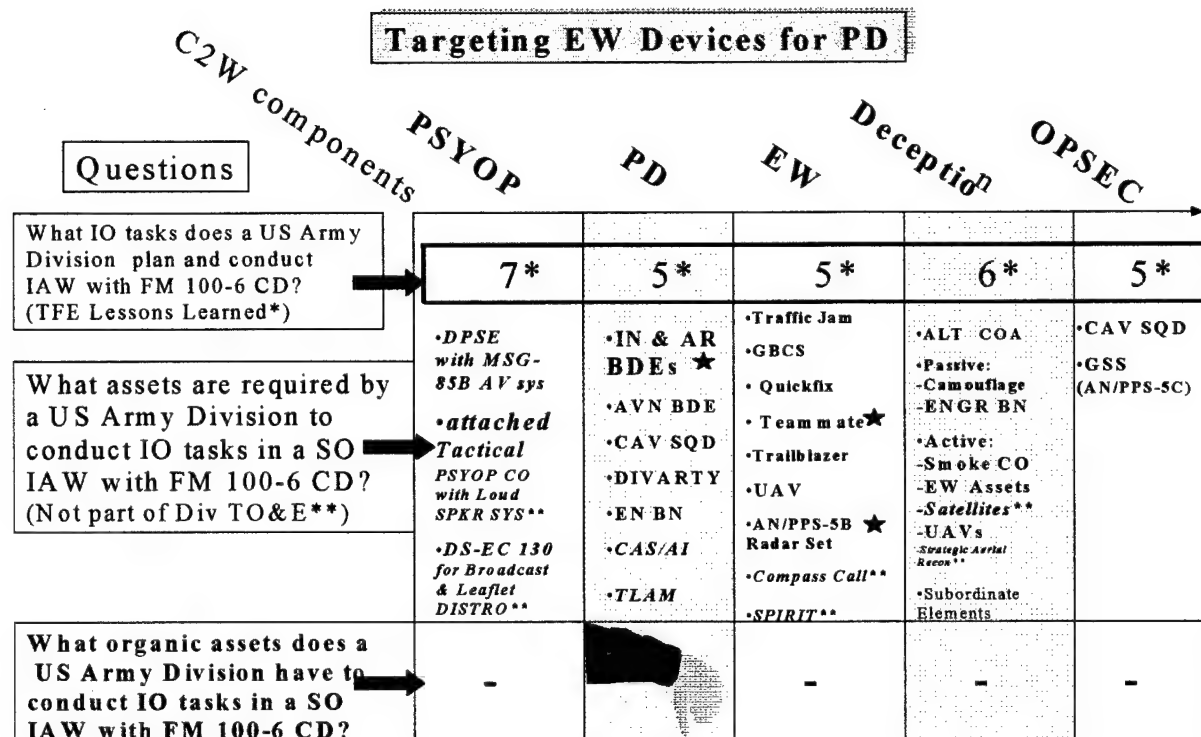 Targeting EW Devices for PD
C2W components
PSYOP
PD
EW
Deception
OPSEC
Questions
What IO tasks does a US Army
Division plan and conduct
IAW with FM 100-6 CD?
(TFE Lessons Learned*)
7*
5*
5*
6*
5*
What assets are required by
a US Army Division to
conduct IO tasks in a SO
IAW with FM 100-6 CD?
(Not part of Div TO&E**)
•DPSE
with MSG-
85B AV sys
•attached
Tactical
PSYOP CO
with Loud
SPKR SYS**
•DS-EC 130
for Broadcast
& Leaflet
DISTRO**
•IN & AR
BDEs ★
•AVN BDE
•CAV SQD
•DIVARTY
•EN BN
•CAS/AI
•TLAM
•Traffic Jam
•GBCS
• Quickfix
• Teammate★
•Trailblazer
•UAV
•AN/PPS-5B ★
Radar Set
•Compass Call**
•SPIRIT**
•ALT COA
•Passive:
-Camouflage
-ENGR BN
•Active:
-Smoke CO
-EW Assets
-Satellites**
-UAVs
Strategic Aerial
Recon**
•Subordinate
Elements
•CAV SQD
•GSS
(AN/PPS-5C)
What organic assets does a
US Army Division have to
conduct IO tasks in a SO
IAW with FM 100-6 CD?
-
-
-
-